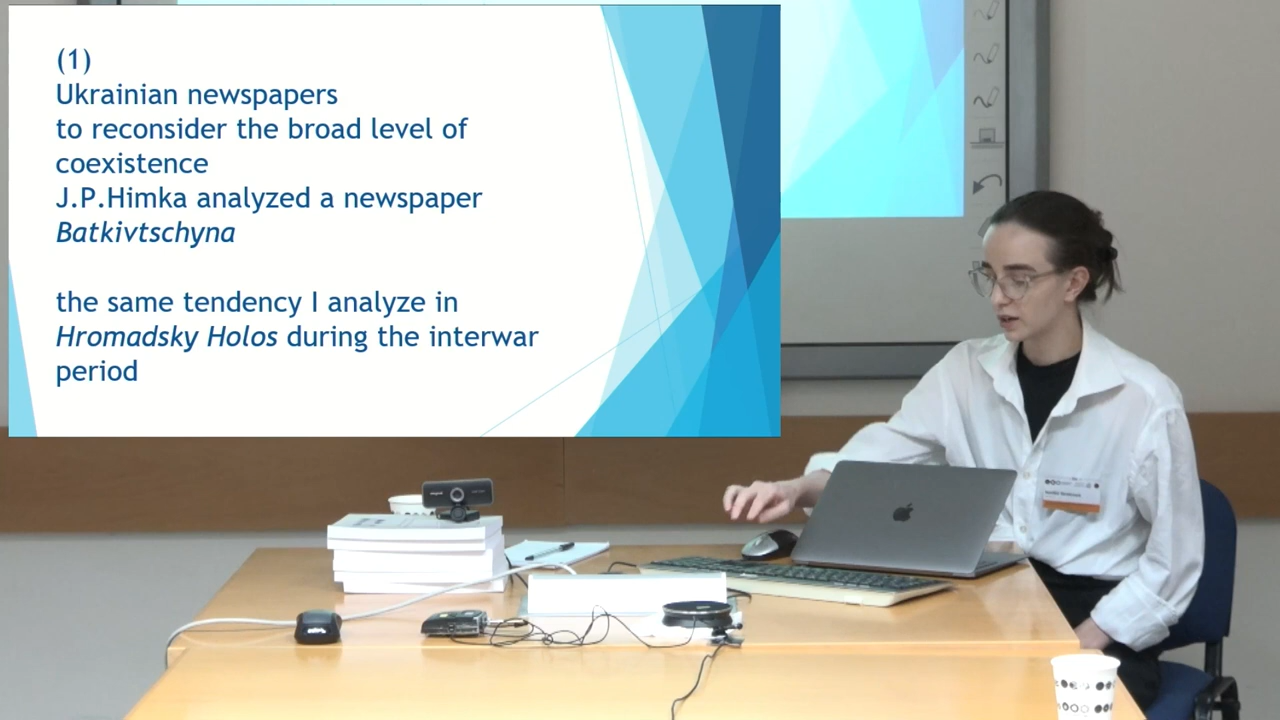 (1)
Ukrainian newspapers
to reconsider the broad level of
coexistence
J.P.Himka analyzed a newspaper
Batkivtschyna
the same tendency I analyze in
Hromadsky Holos during the interwar
period